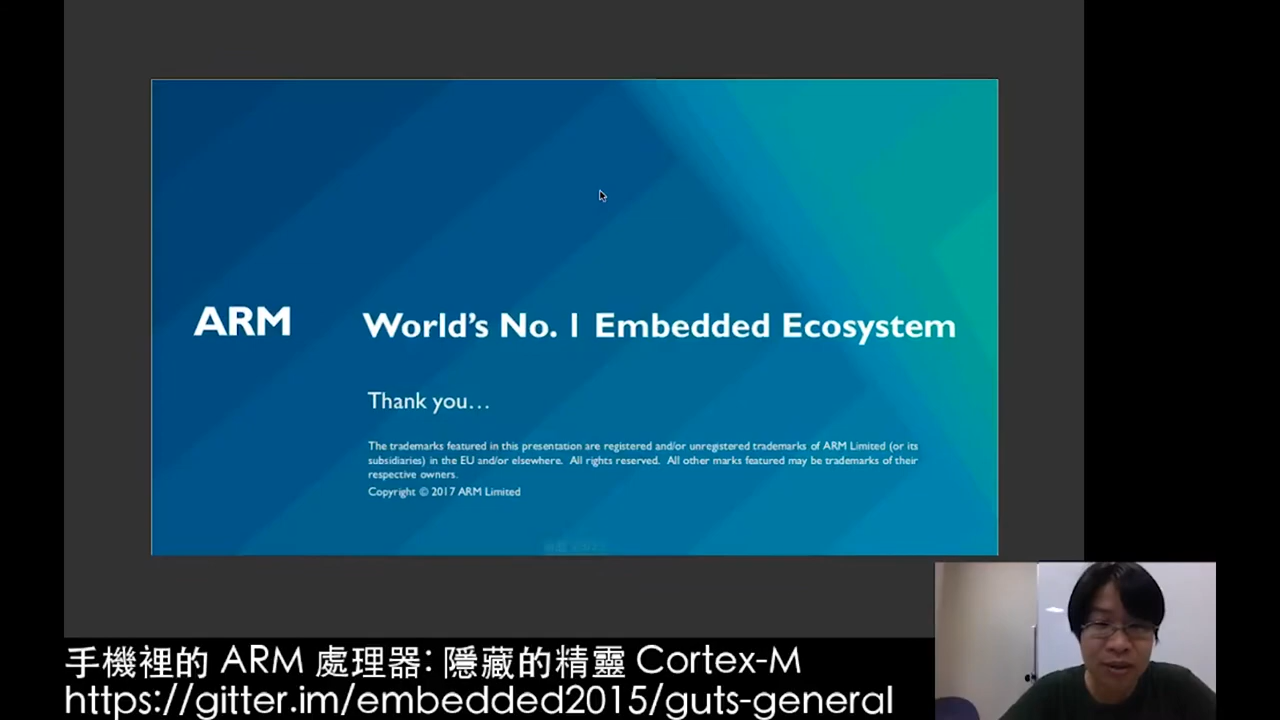 ARM
World's No. 1 Embedded Ecosystem
Thank you…
The trademarks featured in this presentation are registered and/or unregistered trademarks of ARM Limited (or its
subsidiaries) in the EU and/or elsewhere. All rights reserved. All other marks featured may be trademarks of their
respective owners.
Copyright © 2017 ARM Limited
手機裡的 ARM 處理器: 隱藏的精靈 Cortex-M
https://gitter.im/embedded2015/guts-general